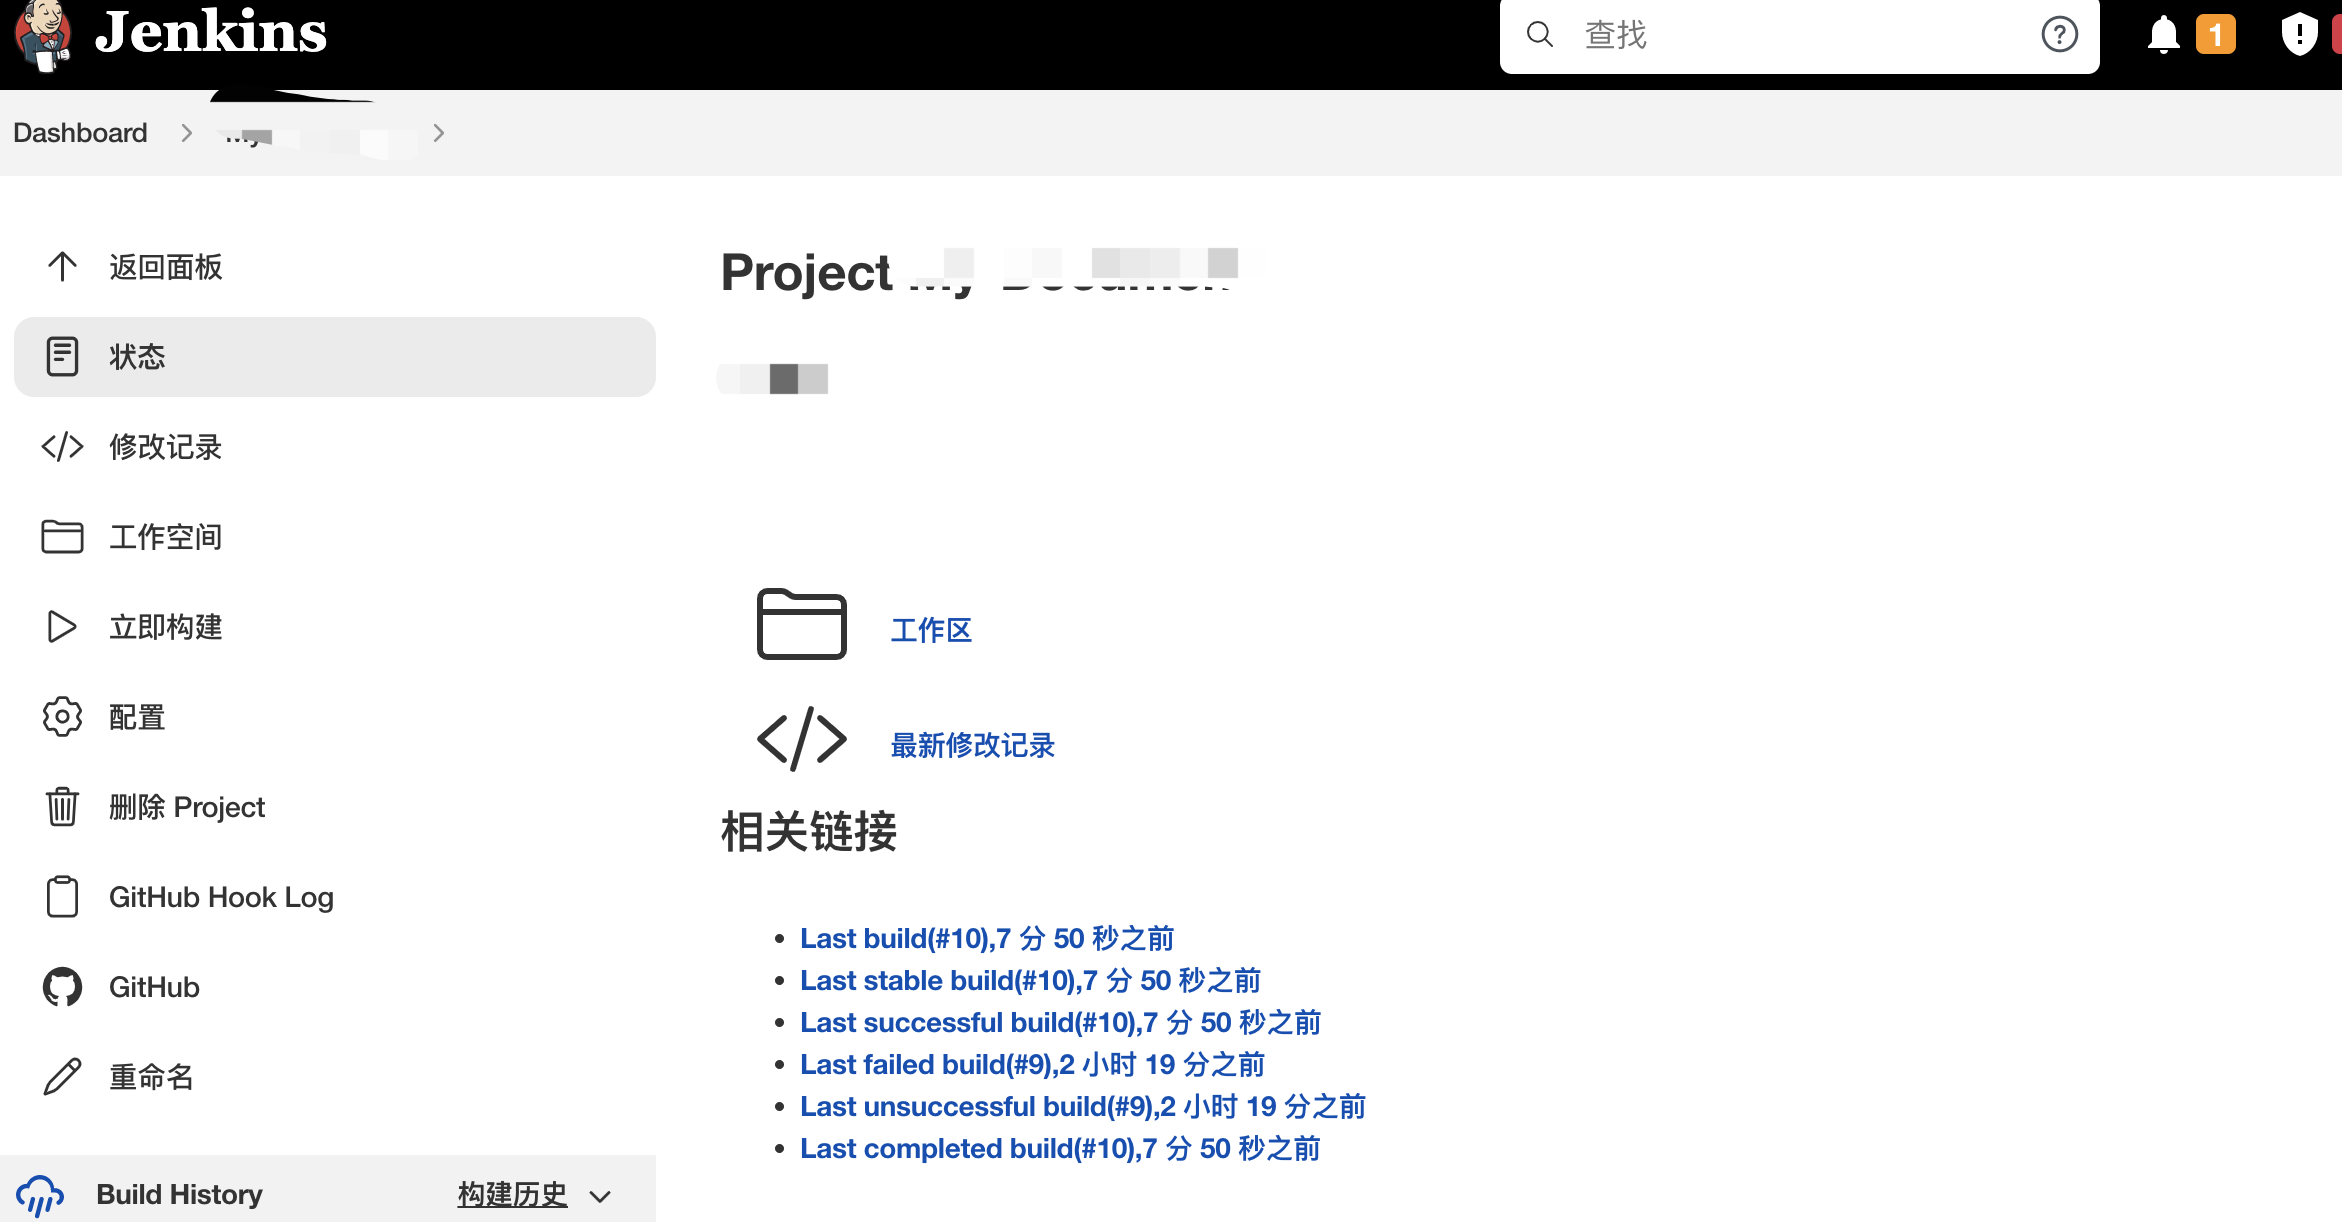 Jenkins
查找
1
Dashboard
返回面板
状态
修改记录
工作空间
立即构建
配置
删除 Project
GitHub Hook Log
GitHub
重命名
Build History 构建历史
Project
工作区
最新修改记录
相关链接
Last build(#10),7 分 50 秒之前
Last stable build(#10),7 分 50 秒之前
Last successful build(#10),7 分 50 秒之前
Last failed build(#9),2 小时 19 分之前
Last unsuccessful build(#9),2 小时 19 分之前
Last completed build(#10),7 分 50 秒之前